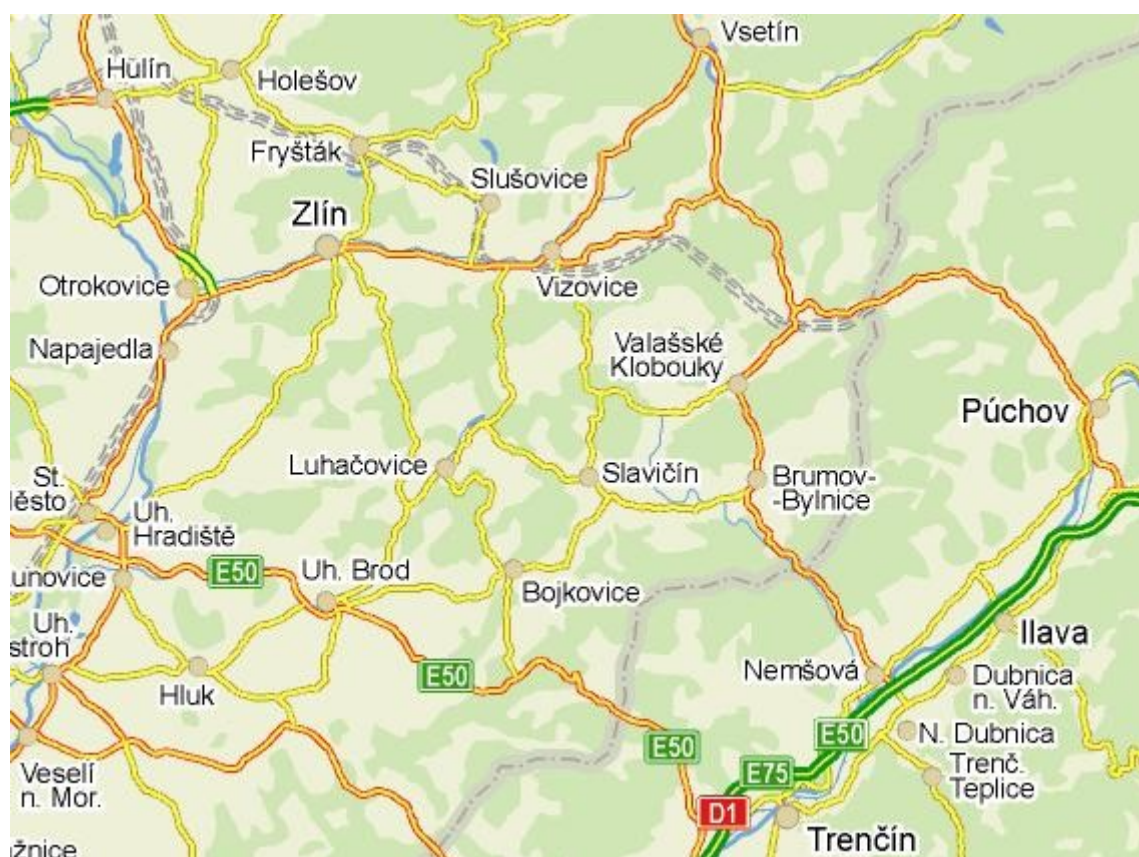 Vsetín
Hulín
Holešov
Fryšták
Slušovice
Zlín
Otrokovice
Vizovice
Napajedla
Valašské
Klobouky
Púchov
Luhačovice
Slavičín
Brumov-
-Bylnice
St.
Uh.
Hradiště
E50
Uh. Brod
Bojkovice
Uh.
Ilava
Hluk
E50
Nemšová
Dubnica
n. Váh.
E50
E50
N. Dubnica
Veselí
n. Mor.
E75
Trenč.
Teplice
D1
Trenčín